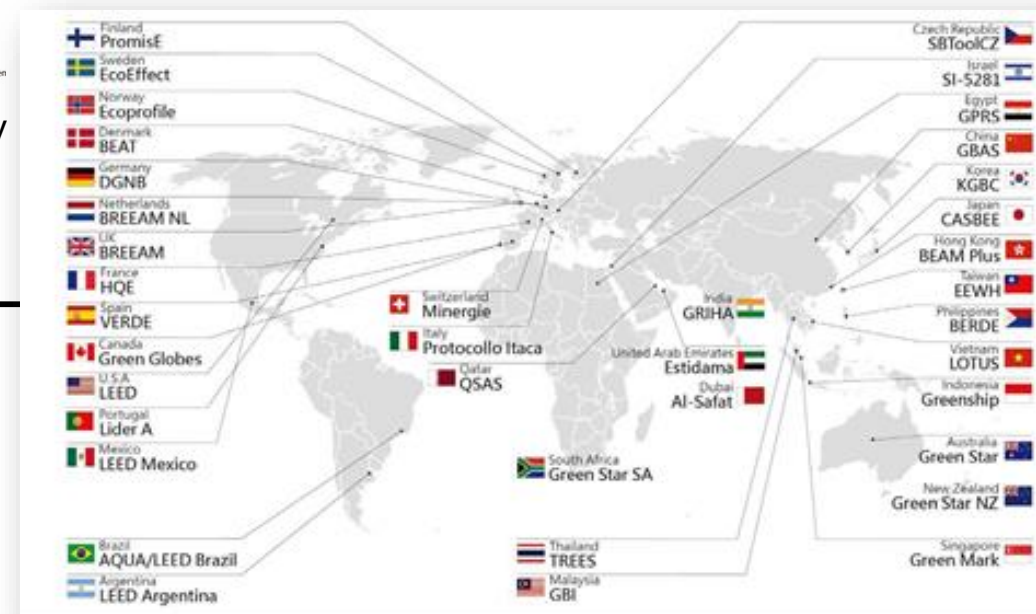 en
y
Finland
PromisE
Sweden
EcoEffect
Norway
Ecoprofile
Denmark
BEAT
Germany
DGNB
Netherlands
BREEAM NL
UK
BREEAM
France
HQE
Spain
VERDE
Canada
Green Globes
U.S.A
LEED
Portugal
Lider A
Mexico
LEED Mexico
Brazil
AQUA/LEED Brazil
Argentina
LEED Argentina
Switzerland
Minergie
Italy
Protocollo Itaca
Qatar
QSAS
India
GRIHA
United Arab Emirates
Estidama
Dubai
Al-Safat
South Africa
Green Star SA
Thailand
TREES
Malaysia
GBI
Czech Republic
SBToolCZ
Israel
SI-5281
Egypt
GPRS
China
GBAS
Korea
KGBC
Japan
CASBEE
Hong Kong
BEAM Plus
Taiwan
EEWH
Philippines
BERDE
Vietnam
LOTUS
Indonesia
Greenship
Australia
Green Star
New Zealand
Green Star NZ
Singapore
Green Mark